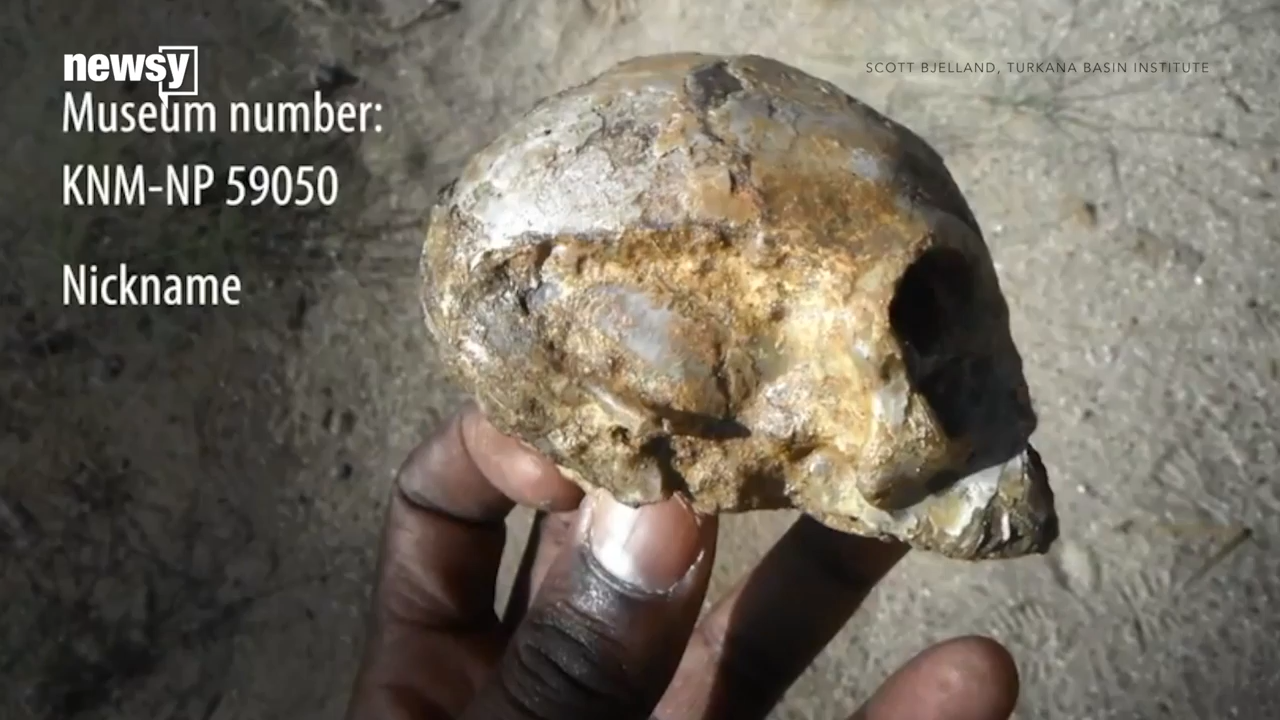 newsy
SCOTT BJELLAND, TURKANA BASIN INSTITUTE
Museum number:
KNM-NP 59050
Nickname